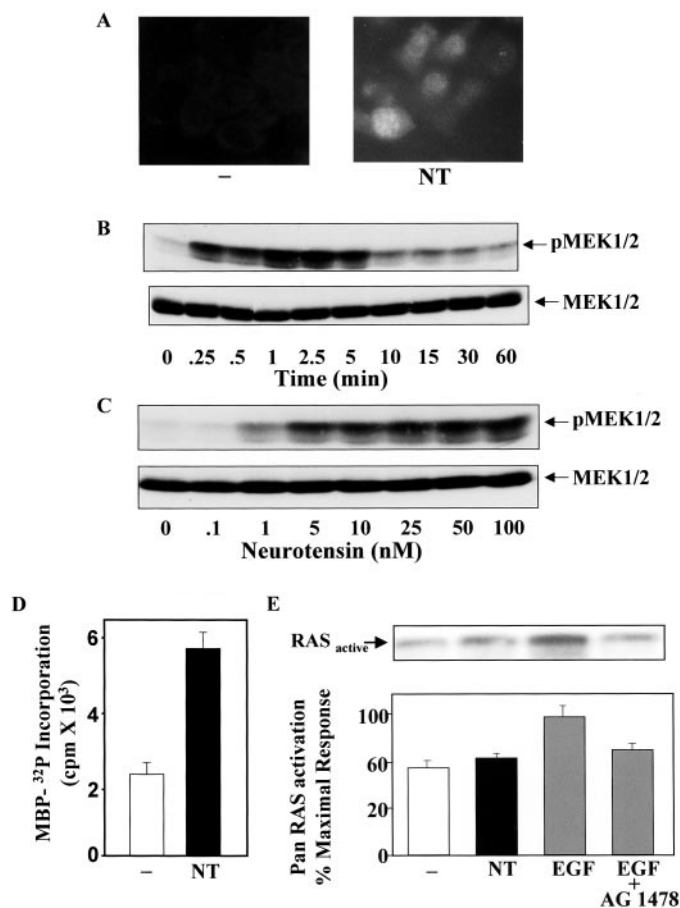 A
– NT
B
pMEK1/2
MEK1/2
0 .25 .5 1 2.5 5 10 15 30 60
Time (min)
C
pMEK1/2
MEK1/2
0 .1 1 5 10 25 50 100
Neurotensin (nM)
D
MBP- ³²P Incorporation
(cpm X 10³)
6
4
2
0
– NT
E
RAS active
Pan RAS activation
% Maximal Response
100
60
20
0
– NT EGF EGF
+
AG 1478